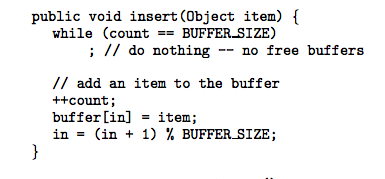 public void insert(Object item) {
while (count == BUFFER_SIZE)
; // do nothing -- no free buffers
// add an item to the buffer
++count;
buffer[in] = item;
in = (in + 1) % BUFFER_SIZE;
}